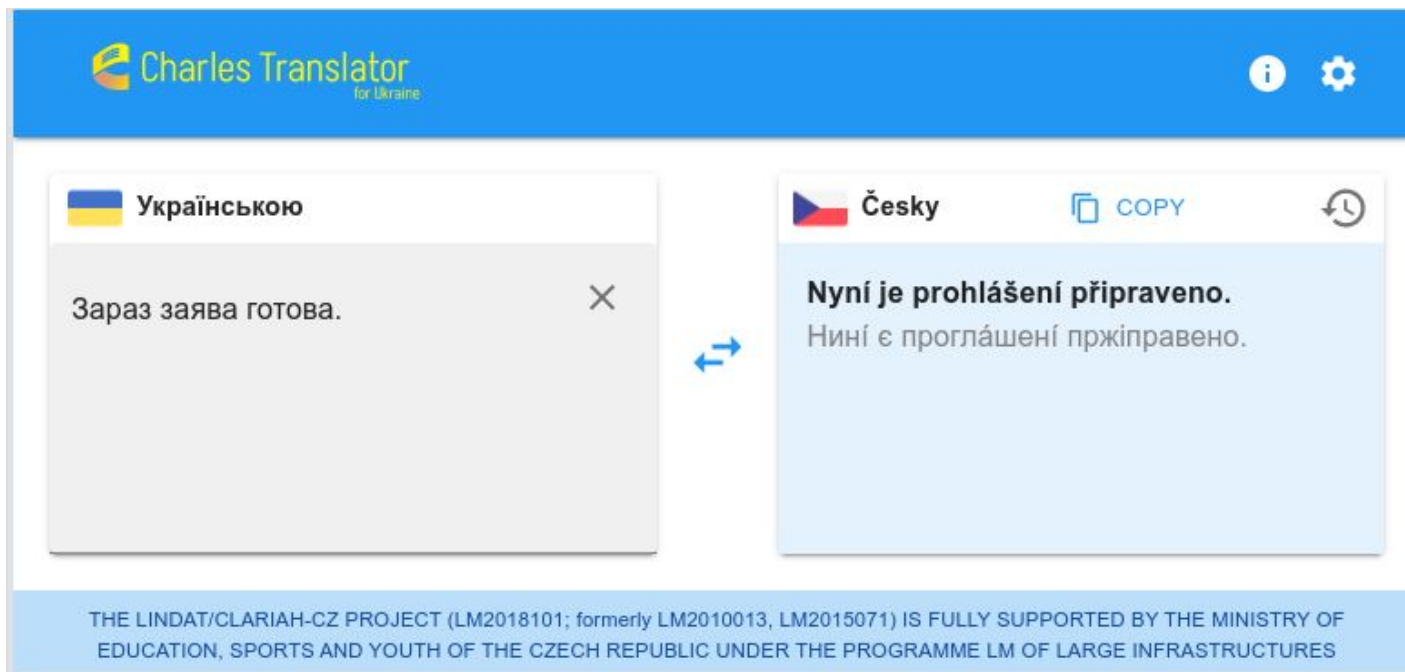 Charles Translator
for Ukraine
Українською
Зараз заява готова.
Česky
COPY
Nyní je prohlášení připraveno.
Нині́ є прогла́шені́ пржіправено.
THE LINDAT/CLARIAH-CZ PROJECT (LM2018101; formerly LM2010013, LM2015071) IS FULLY SUPPORTED BY THE MINISTRY OF
EDUCATION, SPORTS AND YOUTH OF THE CZECH REPUBLIC UNDER THE PROGRAMME LM OF LARGE INFRASTRUCTURES